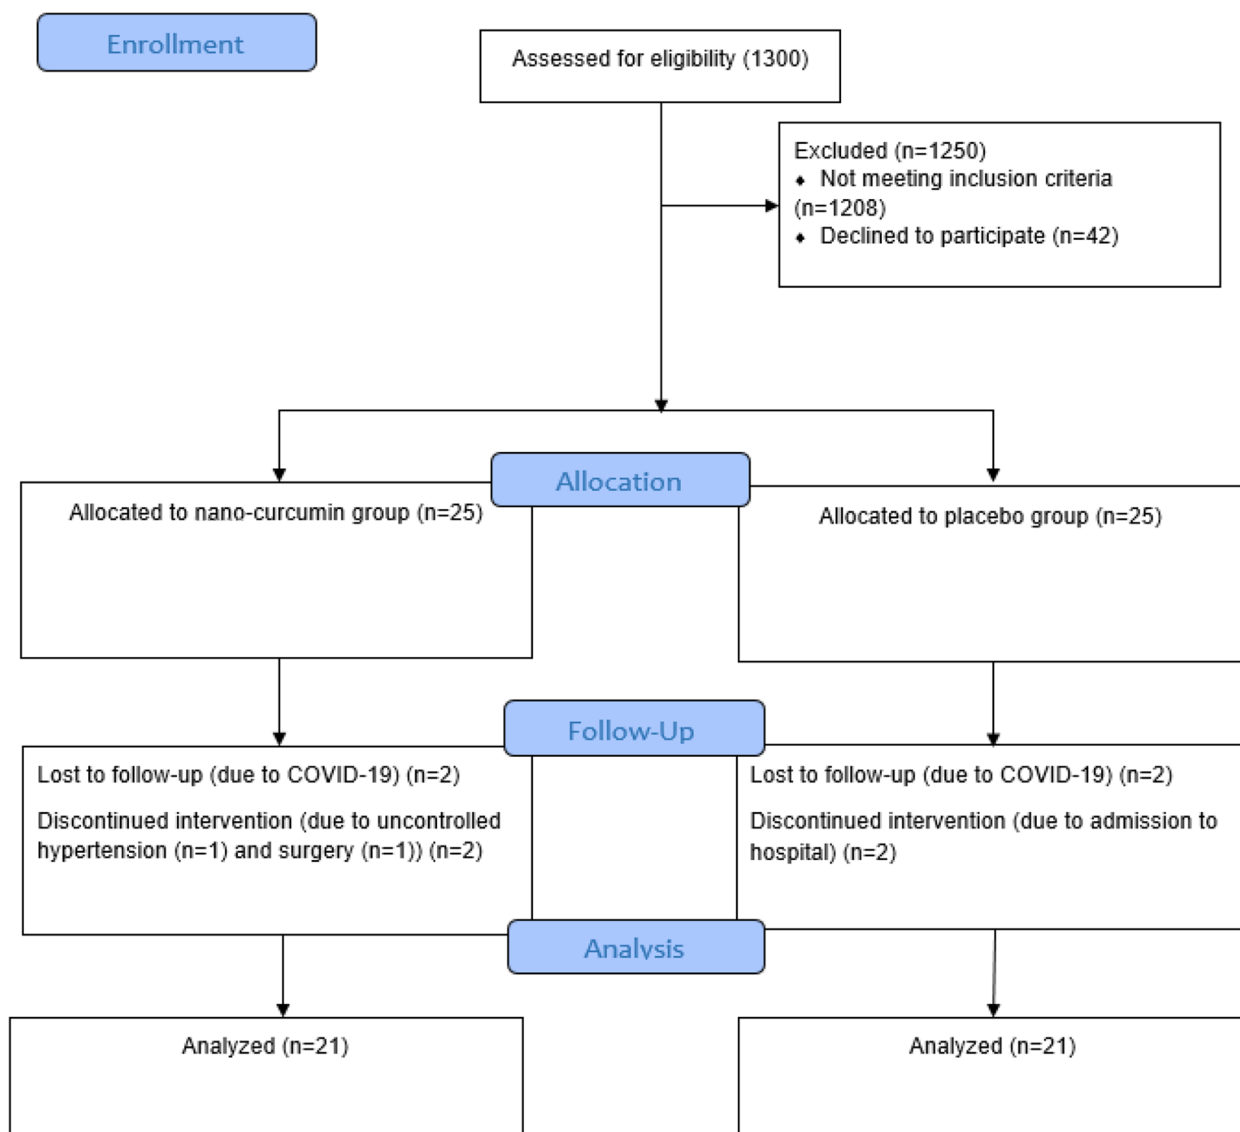 Enrollment
Assessed for eligibility (1300)
Excluded (n=1250)
♦ Not meeting inclusion criteria
(n=1208)
♦ Declined to participate (n=42)
Allocation
Allocated to nano-curcumin group (n=25)
Allocated to placebo group (n=25)
Follow-Up
Lost to follow-up (due to COVID-19) (n=2)
Discontinued intervention (due to uncontrolled
hypertension (n=1) and surgery (n=1)) (n=2)
Lost to follow-up (due to COVID-19) (n=2)
Discontinued intervention (due to admission to
hospital) (n=2)
Analysis
Analyzed (n=21)
Analyzed (n=21)